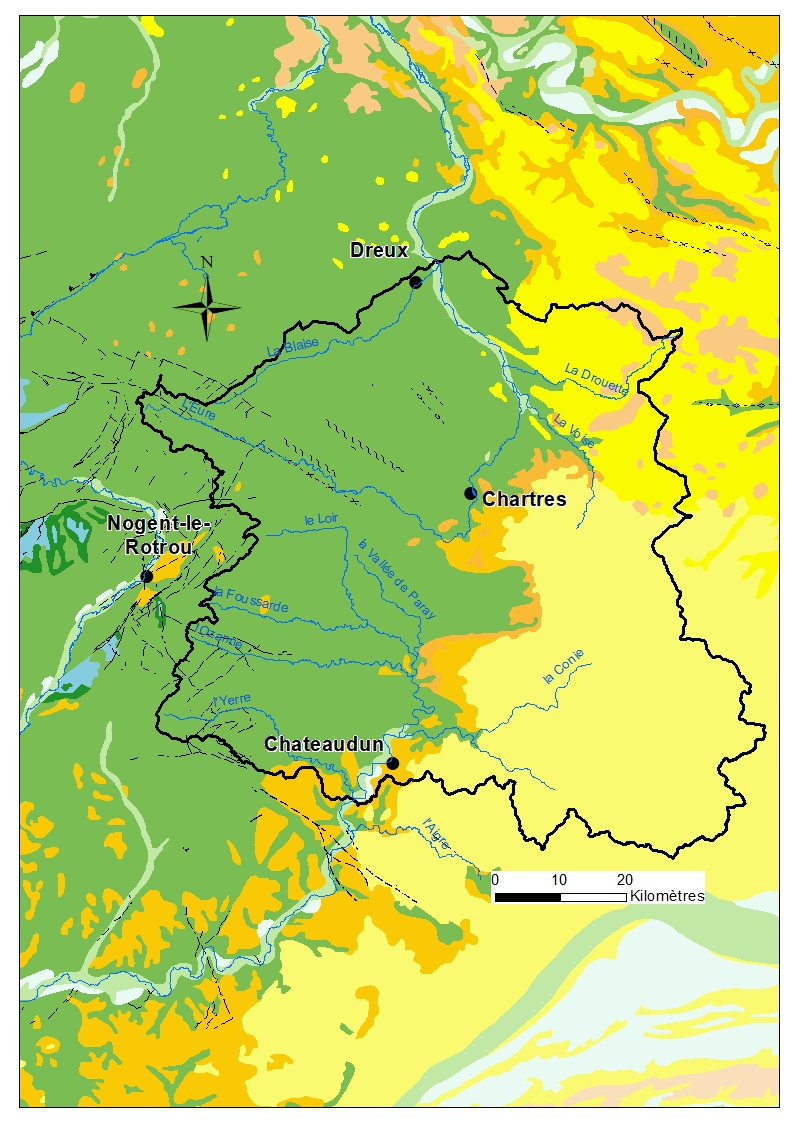 Dreux
N
La Blaise
La Drouette
L'Eure
La Voise
Chartres
Nogent-le-
Rotrou
le Loir
la Vallée de Paray
la Foussarde
l'Ozanne
la Conie
l'Yerre
Chateaudun
l'Aigre
0 10 20
Kilomètres